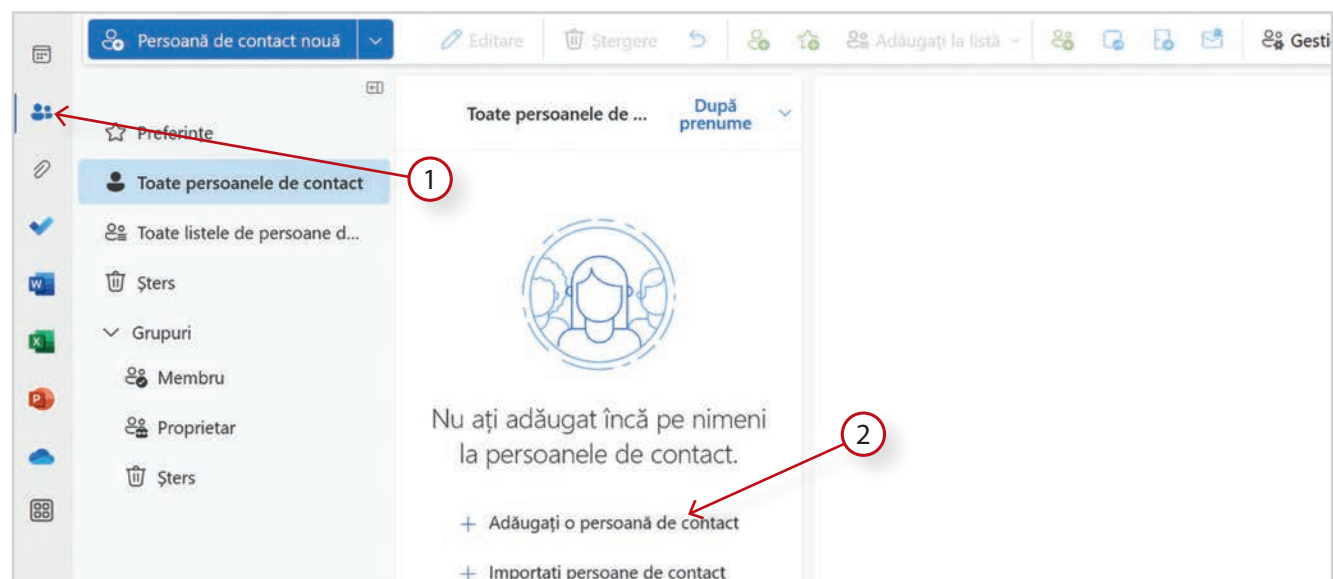 Persoană de contact nouă
Editare
Ștergere
Adăugați la listă
Gesti
Preferințe
Toate persoanele de contact
Toate listele de persoane d...
Șters
Grupuri
Membru
Proprietar
Șters
Toate persoanele de ...
După
prenume
Nu ați adăugat încă pe nimeni
la persoanele de contact.
+ Adăugați o persoană de contact
+ Importați persoane de contact
1
2
W
X
P